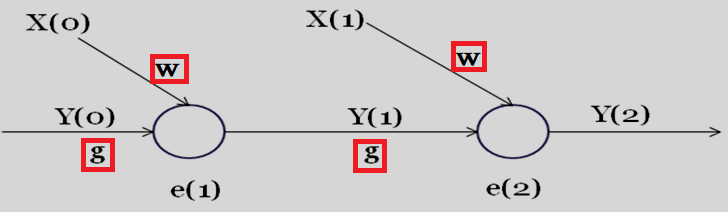 X(0)
X(1)
w
w
Y(0)
Y(1)
Y(2)
g
g
e(1)
e(2)